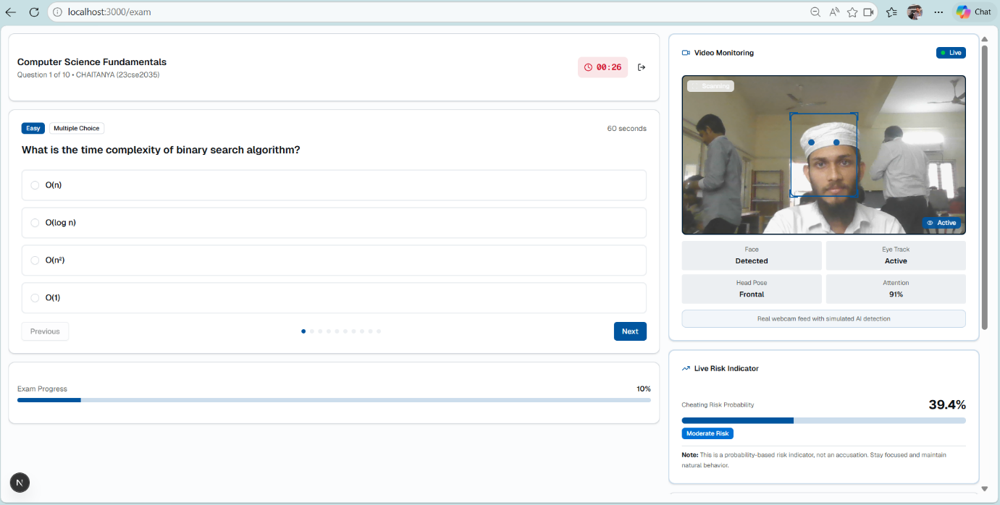 localhost:3000/exam
Chat
Computer Science Fundamentals
Question 1 of 10 • CHAITANYA (23cse2035)
00:26
Easy
Multiple Choice
60 seconds
What is the time complexity of binary search algorithm?
O(n)
O(log n)
O(n²)
O(1)
Previous
Next
Exam Progress
10%
N
Video Monitoring
Live
Scanning
Active
Face
Detected
Eye Track
Active
Head Pose
Frontal
Attention
91%
Real webcam feed with simulated AI detection
Live Risk Indicator
Cheating Risk Probability
39.4%
Moderate Risk
Note: This is a probability-based risk indicator, not an accusation. Stay focused and maintain
natural behavior.